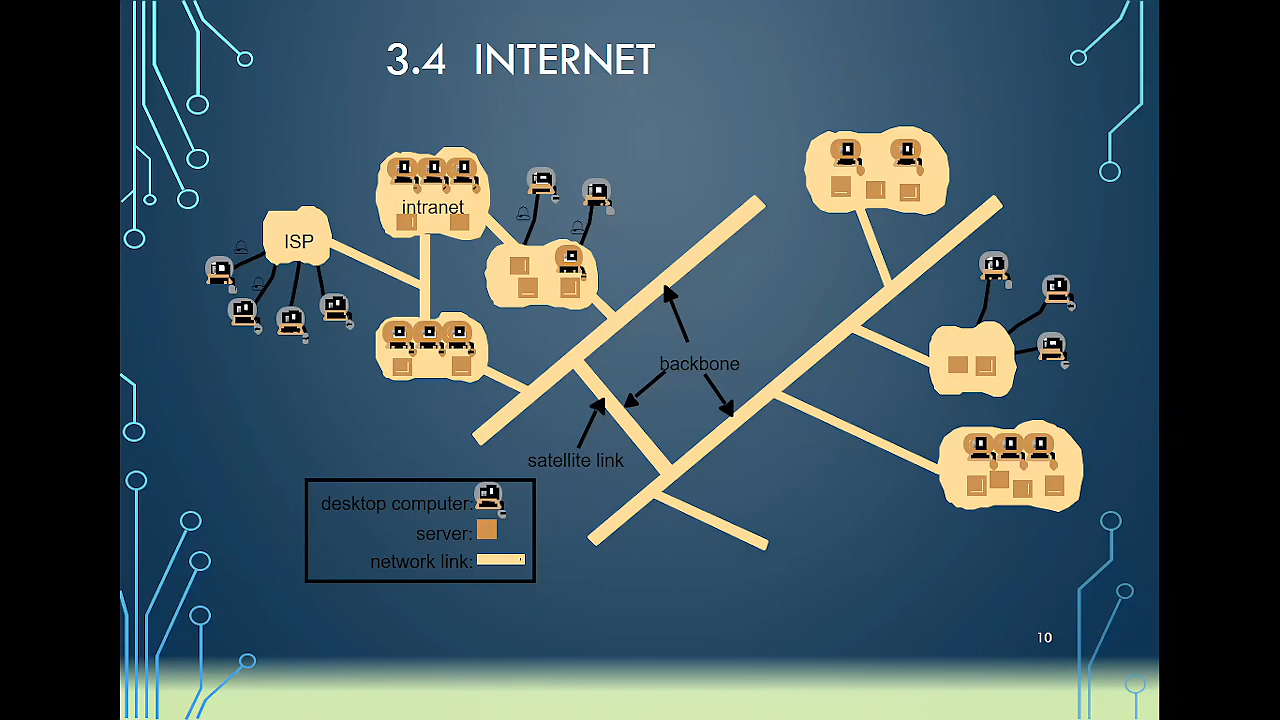 3.4 INTERNET
intranet
ISP
backbone
satellite link
desktop computer:
server:
network link:
10